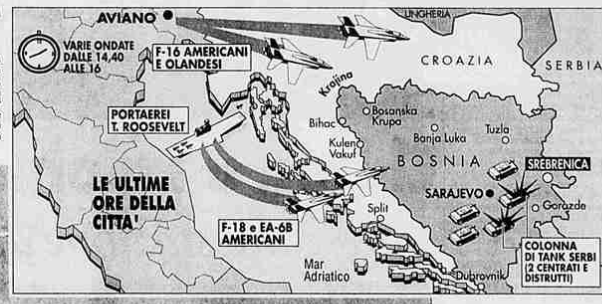 AVIANO
UNGHERIA
VARIE ONDATE
DALLE 14,40
ALLE 16
F-16 AMERICANI
E OLANDESI
CROAZIA
SERBIA
PORTAEREI
T. ROOSEVELT
Krajina
Bihac
Bosanska
Krupa
Banja Luka
Tuzla
Kulen
Vakuf
BOSNIA
SREBRENICA
LE ULTIME
ORE DELLA
CITTA'
SARAJEVO
Gorazde
F-18 e EA-6B
AMERICANI
Split
COLONNA
DI TANK SERBI
(2 CENTRATI E
DISTRUTTI)
Mar
Adriatico
Dubrovnik